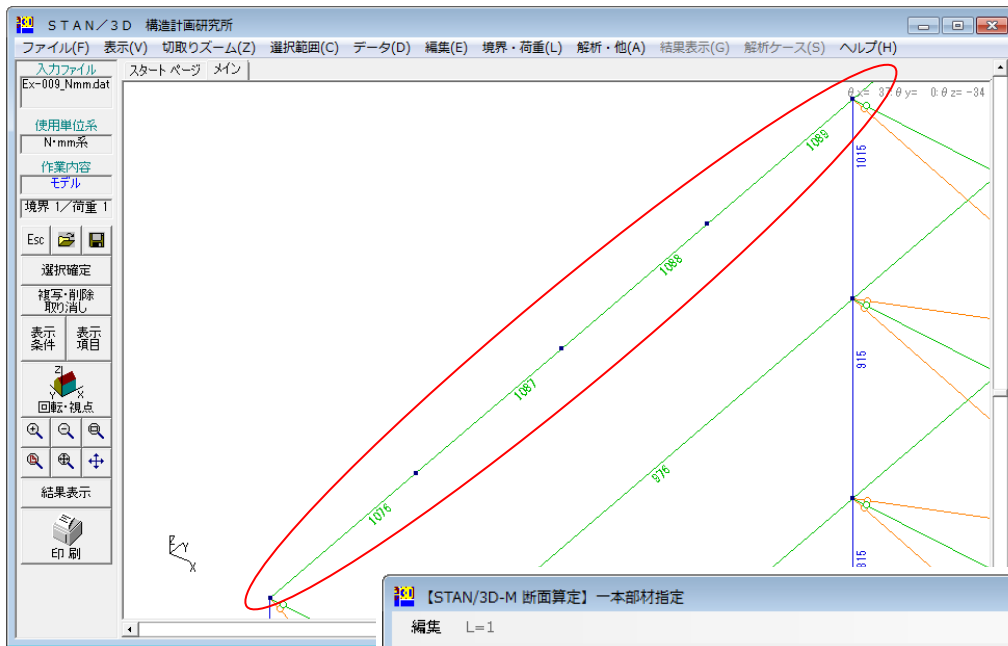 STAN/3D 構造計画研究所
ファイル(F) 表示(V) 切取りズーム(Z) 選択範囲(C) データ(D) 編集(E) 境界・荷重(L) 解析・他(A) 結果表示(G) 解析ケース(S) ヘルプ(H)
入力ファイル
Ex-009_Nmm.dat
使用単位系
N・mm系
作業内容
モデル
境界 1/荷重 1
Esc
選択確定
複写・削除
取り消し
表示
条件
表示
項目
Z
Y X
回転・視点
結果表示
印 刷
スタート ページ メイン
θx= 37:θy= 0:θz=-34
1089
1015
1088
915
1087
976
1076
815
Z
Y
X
【STAN/3D-M 断面算定】一本部材指定
編集 L=1